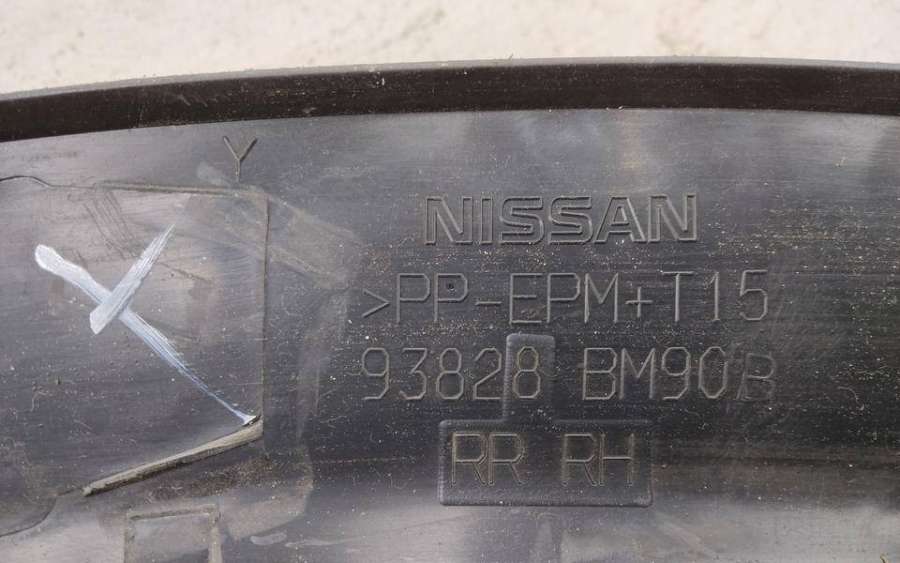 Y
NISSAN
>PP-EPM+T15
93828 BM90B
RR RH